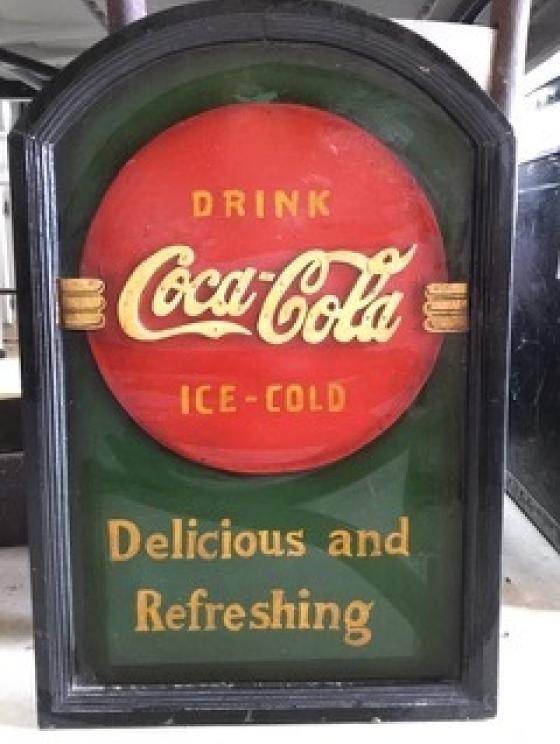 DRINK
Coca-Cola
ICE-COLD
Delicious and
Refreshing